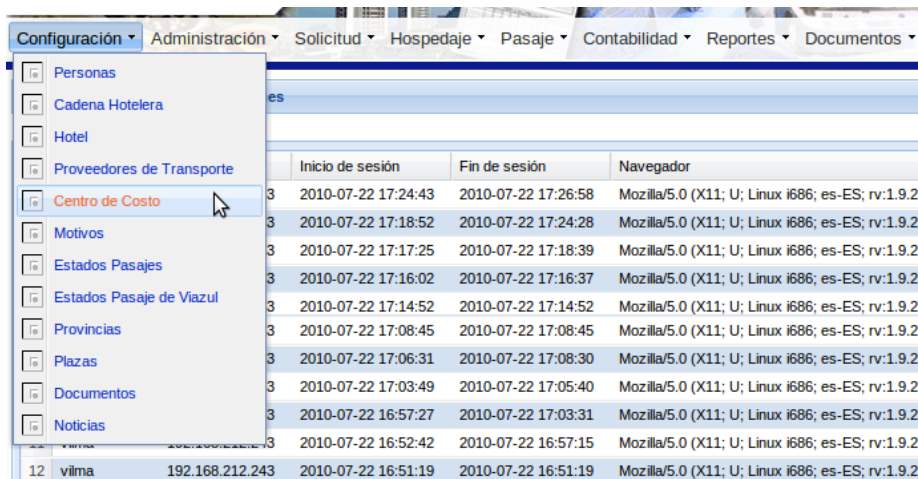 Configuración Administración Solicitud Hospedaje Pasaje Contabilidad Reportes Documentos
Personas
es
Cadena Hotelera
Hotel
Proveedores de Transporte
Inicio de sesión Fin de sesión Navegador
Centro de Costo
3 2010-07-22 17:24:43 2010-07-22 17:26:58 Mozilla/5.0 (X11; U; Linux i686; es-ES; rv:1.9.2
3 2010-07-22 17:18:52 2010-07-22 17:24:28 Mozilla/5.0 (X11; U; Linux i686; es-ES; rv:1.9.2
Motivos
3 2010-07-22 17:17:25 2010-07-22 17:18:39 Mozilla/5.0 (X11; U; Linux i686; es-ES; rv:1.9.2
Estados Pasajes
3 2010-07-22 17:16:02 2010-07-22 17:16:37 Mozilla/5.0 (X11; U; Linux i686; es-ES; rv:1.9.2
Estados Pasaje de Viazul
3 2010-07-22 17:14:52 2010-07-22 17:14:52 Mozilla/5.0 (X11; U; Linux i686; es-ES; rv:1.9.2
Provincias
3 2010-07-22 17:08:45 2010-07-22 17:08:45 Mozilla/5.0 (X11; U; Linux i686; es-ES; rv:1.9.2
Plazas
3 2010-07-22 17:06:31 2010-07-22 17:08:30 Mozilla/5.0 (X11; U; Linux i686; es-ES; rv:1.9.2
Documentos
3 2010-07-22 17:03:49 2010-07-22 17:05:40 Mozilla/5.0 (X11; U; Linux i686; es-ES; rv:1.9.2
Noticias
3 2010-07-22 16:57:27 2010-07-22 17:03:31 Mozilla/5.0 (X11; U; Linux i686; es-ES; rv:1.9.2
2010-07-22 16:52:42 2010-07-22 16:57:15 Mozilla/5.0 (X11; U; Linux i686; es-ES; rv:1.9.2
12 vilma 192.168.212.243 2010-07-22 16:51:19 2010-07-22 16:51:19 Mozilla/5.0 (X11; U; Linux i686; es-ES; rv:1.9.2